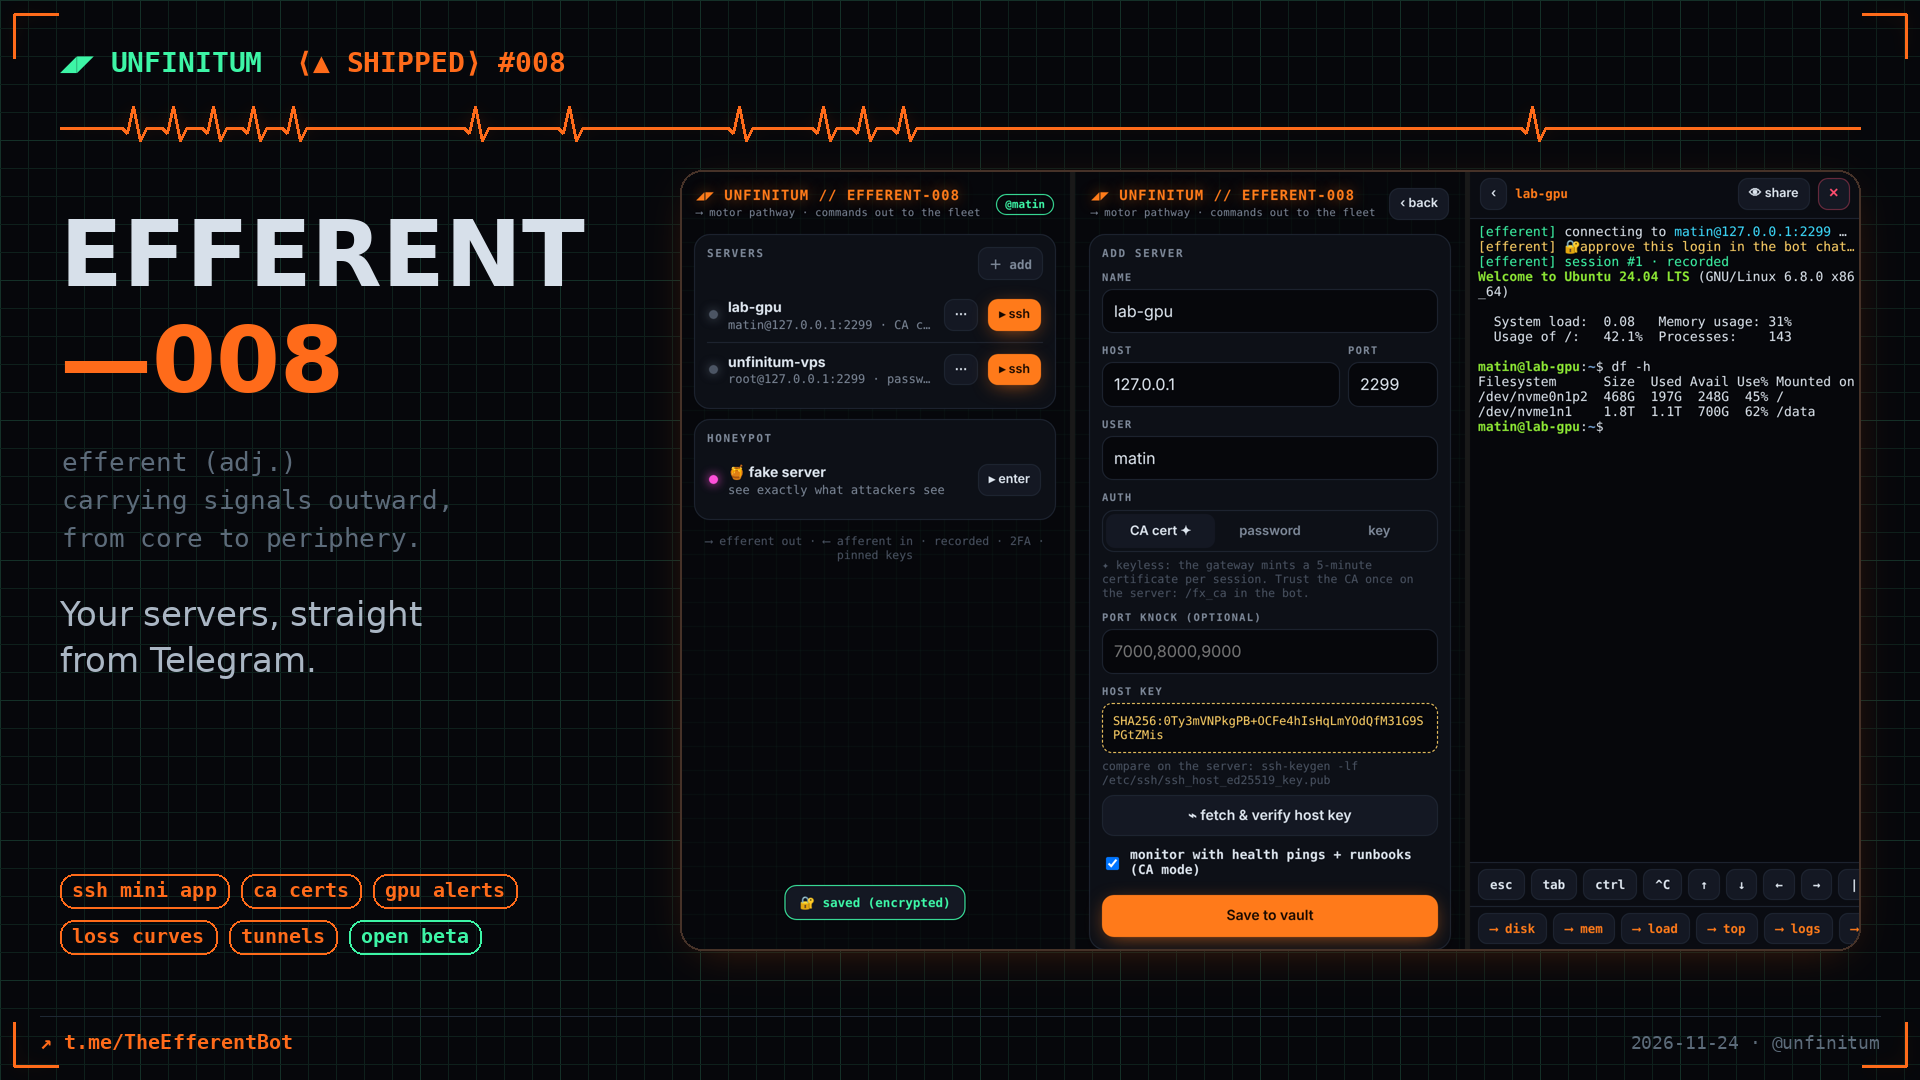 UNFINITUM ⟨▲ SHIPPED⟩ #008
EFFERENT
—008
efferent (adj.)
carrying signals outward,
from core to periphery.
Your servers, straight
from Telegram.
ssh mini app
ca certs
gpu alerts
loss curves
tunnels
open beta
UNFINITUM // EFFERENT-008
→ motor pathway · commands out to the fleet
@matin
SERVERS
+ add
lab-gpu
matin@127.0.0.1:2299 · CA c…
···
▸ ssh
unfinitum-vps
root@127.0.0.1:2299 · passw…
···
▸ ssh
HONEYPOT
🍯 fake server
see exactly what attackers see
▸ enter
→ efferent out · ← afferent in · recorded · 2FA ·
pinned keys
🔐 saved (encrypted)
UNFINITUM // EFFERENT-008
→ motor pathway · commands out to the fleet
‹ back
ADD SERVER
NAME
lab-gpu
HOST
PORT
127.0.0.1
2299
USER
matin
AUTH
CA cert ✦
password
key
✦ keyless: the gateway mints a 5-minute
certificate per session. Trust the CA once on
the server: /fx_ca in the bot.
PORT KNOCK (OPTIONAL)
7000,8000,9000
HOST KEY
SHA256:0Ty3mVNPkgPB+OCFe4hIsHqLmYOdQfM31G9S
PGtZMis
compare on the server: ssh-keygen -lf
/etc/ssh/ssh_host_ed25519_key.pub
⌁ fetch & verify host key
monitor with health pings + runbooks
(CA mode)
Save to vault
‹
lab-gpu
👁 share
✕
[efferent] connecting to matin@127.0.0.1:2299 …
[efferent] 🔐approve this login in the bot chat…
[efferent] session #1 · recorded
Welcome to Ubuntu 24.04 LTS (GNU/Linux 6.8.0 x86
_64)
System load: 0.08 Memory usage: 31%
Usage of /: 42.1% Processes: 143
matin@lab-gpu:~$ df -h
Filesystem Size Used Avail Use% Mounted on
/dev/nvme0n1p2 468G 197G 248G 45% /
/dev/nvme1n1 1.8T 1.1T 700G 62% /data
matin@lab-gpu:~$
esc tab ctrl ^C ↑ ↓ ← → |
→ disk → mem → load → top → logs →
↗ t.me/TheEfferentBot
2026-11-24 · @unfinitum